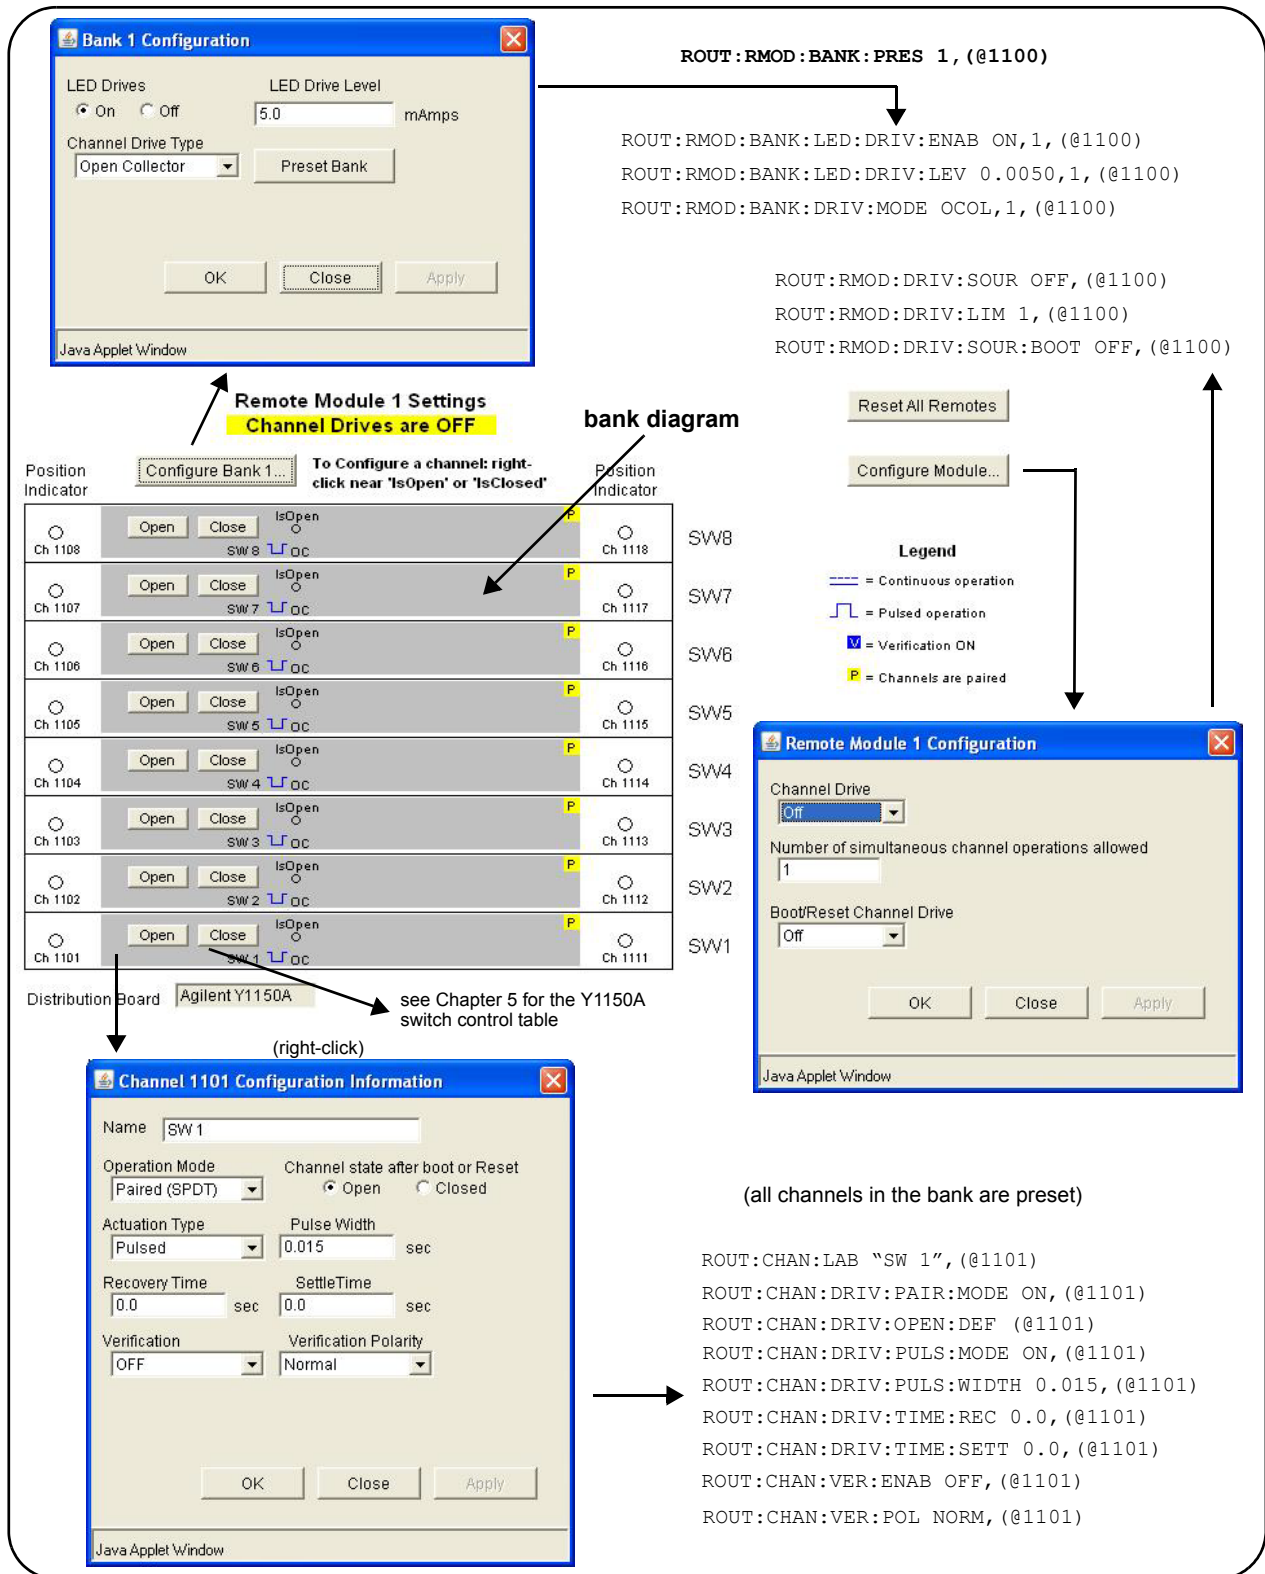 Bank 1 Configuration
LED Drives
On Off
LED Drive Level
5.0 mAmps
Channel Drive Type
Open Collector
Preset Bank
OK Close Apply
Java Applet Window
ROUT:RMOD:BANK:PRES 1,(@1100)
ROUT:RMOD:BANK:LED:DRIV:ENAB ON,1,(@1100)
ROUT:RMOD:BANK:LED:DRIV:LEV 0.0050,1,(@1100)
ROUT:RMOD:BANK:DRIV:MODE OCOL,1,(@1100)
ROUT:RMOD:DRIV:SOUR OFF,(@1100)
ROUT:RMOD:DRIV:LIM 1,(@1100)
ROUT:RMOD:DRIV:SOUR:BOOT OFF,(@1100)
Remote Module 1 Settings
Channel Drives are OFF
bank diagram
Reset All Remotes
Position
Indicator
Configure Bank 1...
To Configure a channel: right-
click near 'IsOpen' or 'IsClosed'
Position
Indicator
Configure Module...
Ch 1108 Open Close IsOpen SW 8 OC P Ch 1118 SW8
Ch 1107 Open Close IsOpen SW 7 OC P Ch 1117 SW7
Ch 1106 Open Close IsOpen SW 6 OC P Ch 1116 SW6
Ch 1105 Open Close IsOpen SW 5 OC P Ch 1115 SW5
Ch 1104 Open Close IsOpen SW 4 OC P Ch 1114 SW4
Ch 1103 Open Close IsOpen SW 3 OC P Ch 1113 SW3
Ch 1102 Open Close IsOpen SW 2 OC P Ch 1112 SW2
Ch 1101 Open Close IsOpen SW 1 OC P Ch 1111 SW1
Legend
= Continuous operation
= Pulsed operation
V = Verification ON
P = Channels are paired
Distribution Board Agilent Y1150A
see Chapter 5 for the Y1150A
switch control table
(right-click)
Remote Module 1 Configuration
Channel Drive
Off
Number of simultaneous channel operations allowed
1
Boot/Reset Channel Drive
Off
OK Close Apply
Java Applet Window
Channel 1101 Configuration Information
Name SW 1
Operation Mode
Paired (SPDT)
Channel state after boot or Reset
Open Closed
Actuation Type
Pulsed
Pulse Width
0.015 sec
Recovery Time
0.0 sec
SettleTime
0.0 sec
Verification
OFF
Verification Polarity
Normal
OK Close Apply
Java Applet Window
(all channels in the bank are preset)
ROUT:CHAN:LAB “SW 1”,(@1101)
ROUT:CHAN:DRIV:PAIR:MODE ON,(@1101)
ROUT:CHAN:DRIV:OPEN:DEF (@1101)
ROUT:CHAN:DRIV:PULS:MODE ON,(@1101)
ROUT:CHAN:DRIV:PULS:WIDTH 0.015,(@1101)
ROUT:CHAN:DRIV:TIME:REC 0.0,(@1101)
ROUT:CHAN:DRIV:TIME:SETT 0.0,(@1101)
ROUT:CHAN:VER:ENAB OFF,(@1101)
ROUT:CHAN:VER:POL NORM,(@1101)